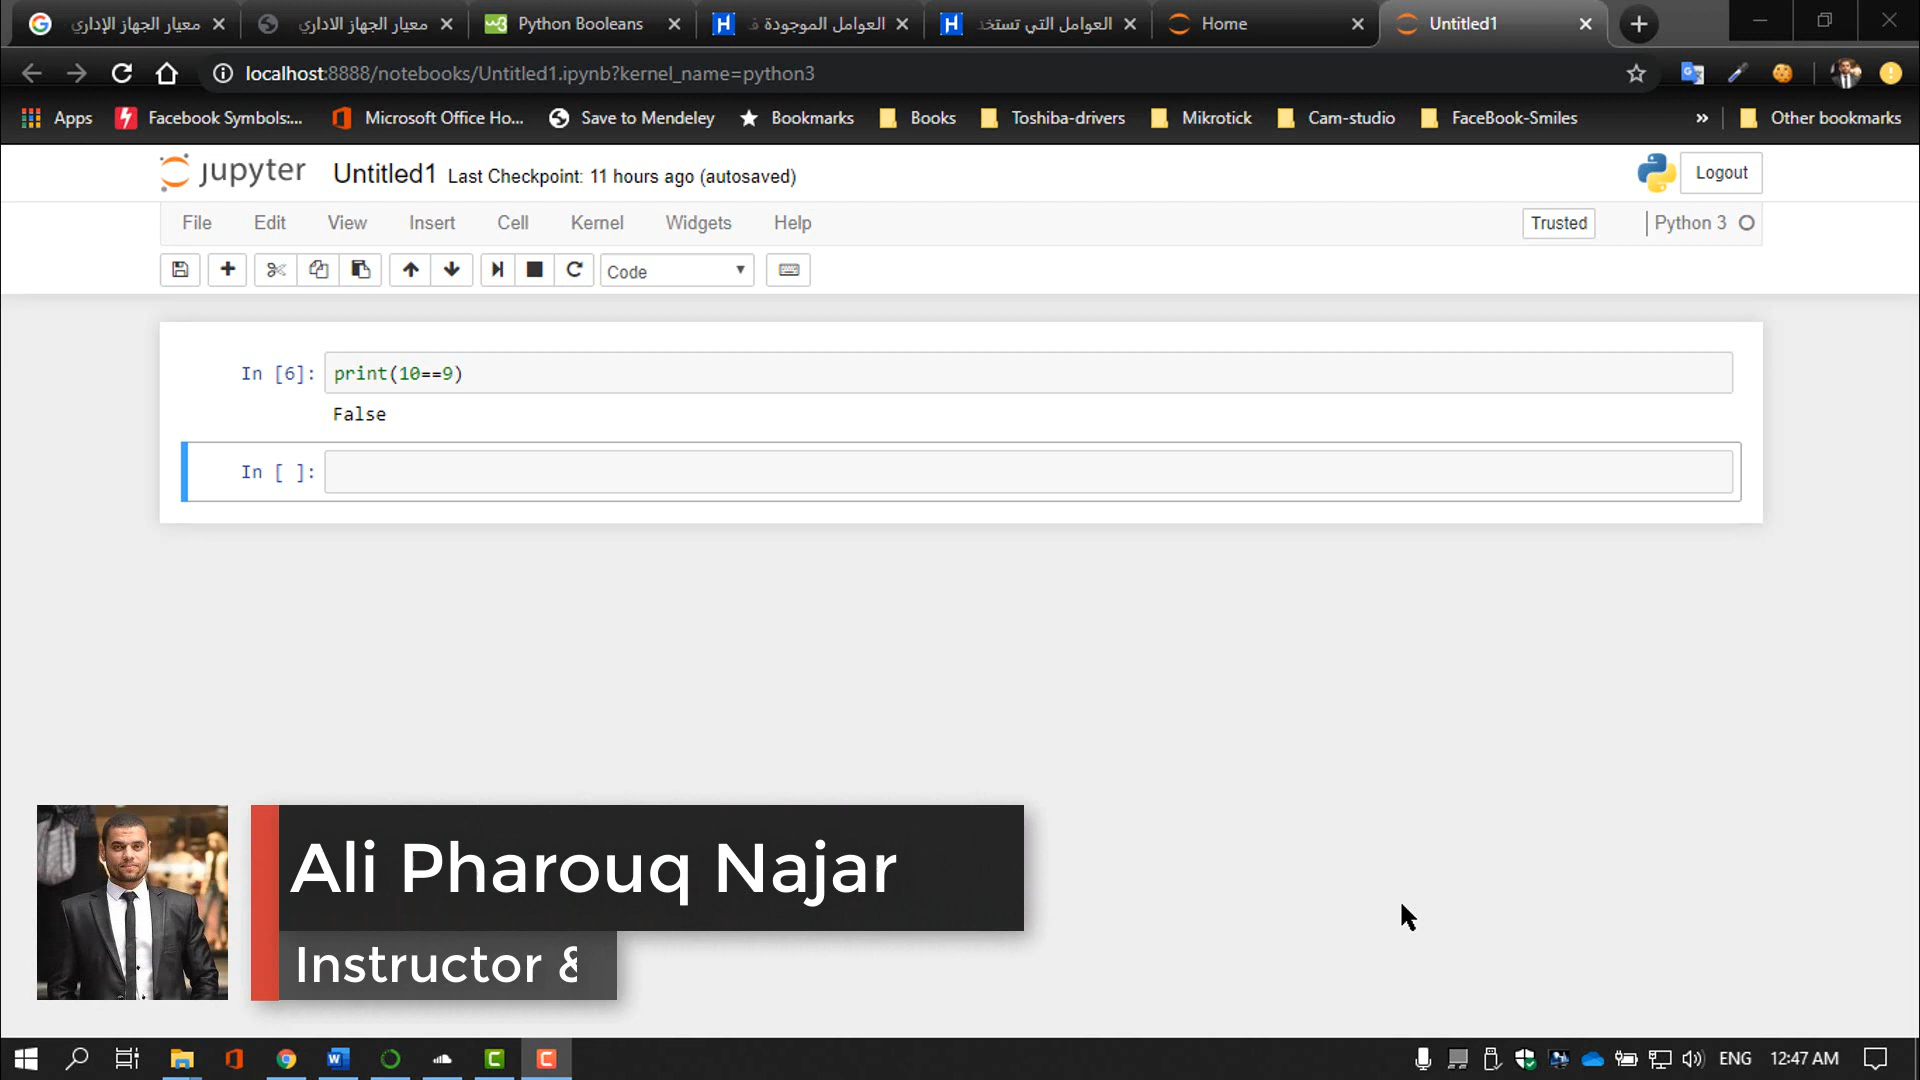 معيار الجهاز الإداري
معيار الجهاز الاداري
Python Booleans
العوامل الموجودة
العوامل التي تستخد
Home
Untitled1
localhost:8888/notebooks/Untitled1.ipynb?kernel_name=python3
Apps
Facebook Symbols:...
Microsoft Office Ho...
Save to Mendeley
Bookmarks
Books
Toshiba-drivers
Mikrotick
Cam-studio
FaceBook-Smiles
»
Other bookmarks
jupyter Untitled1 Last Checkpoint: 11 hours ago (autosaved)
Logout
File Edit View Insert Cell Kernel Widgets Help
Trusted
Python 3
Code
In [6]: print(10==9)
False
In [ ]:
Ali Pharouq Najar
Instructor &
ENG 12:47 AM